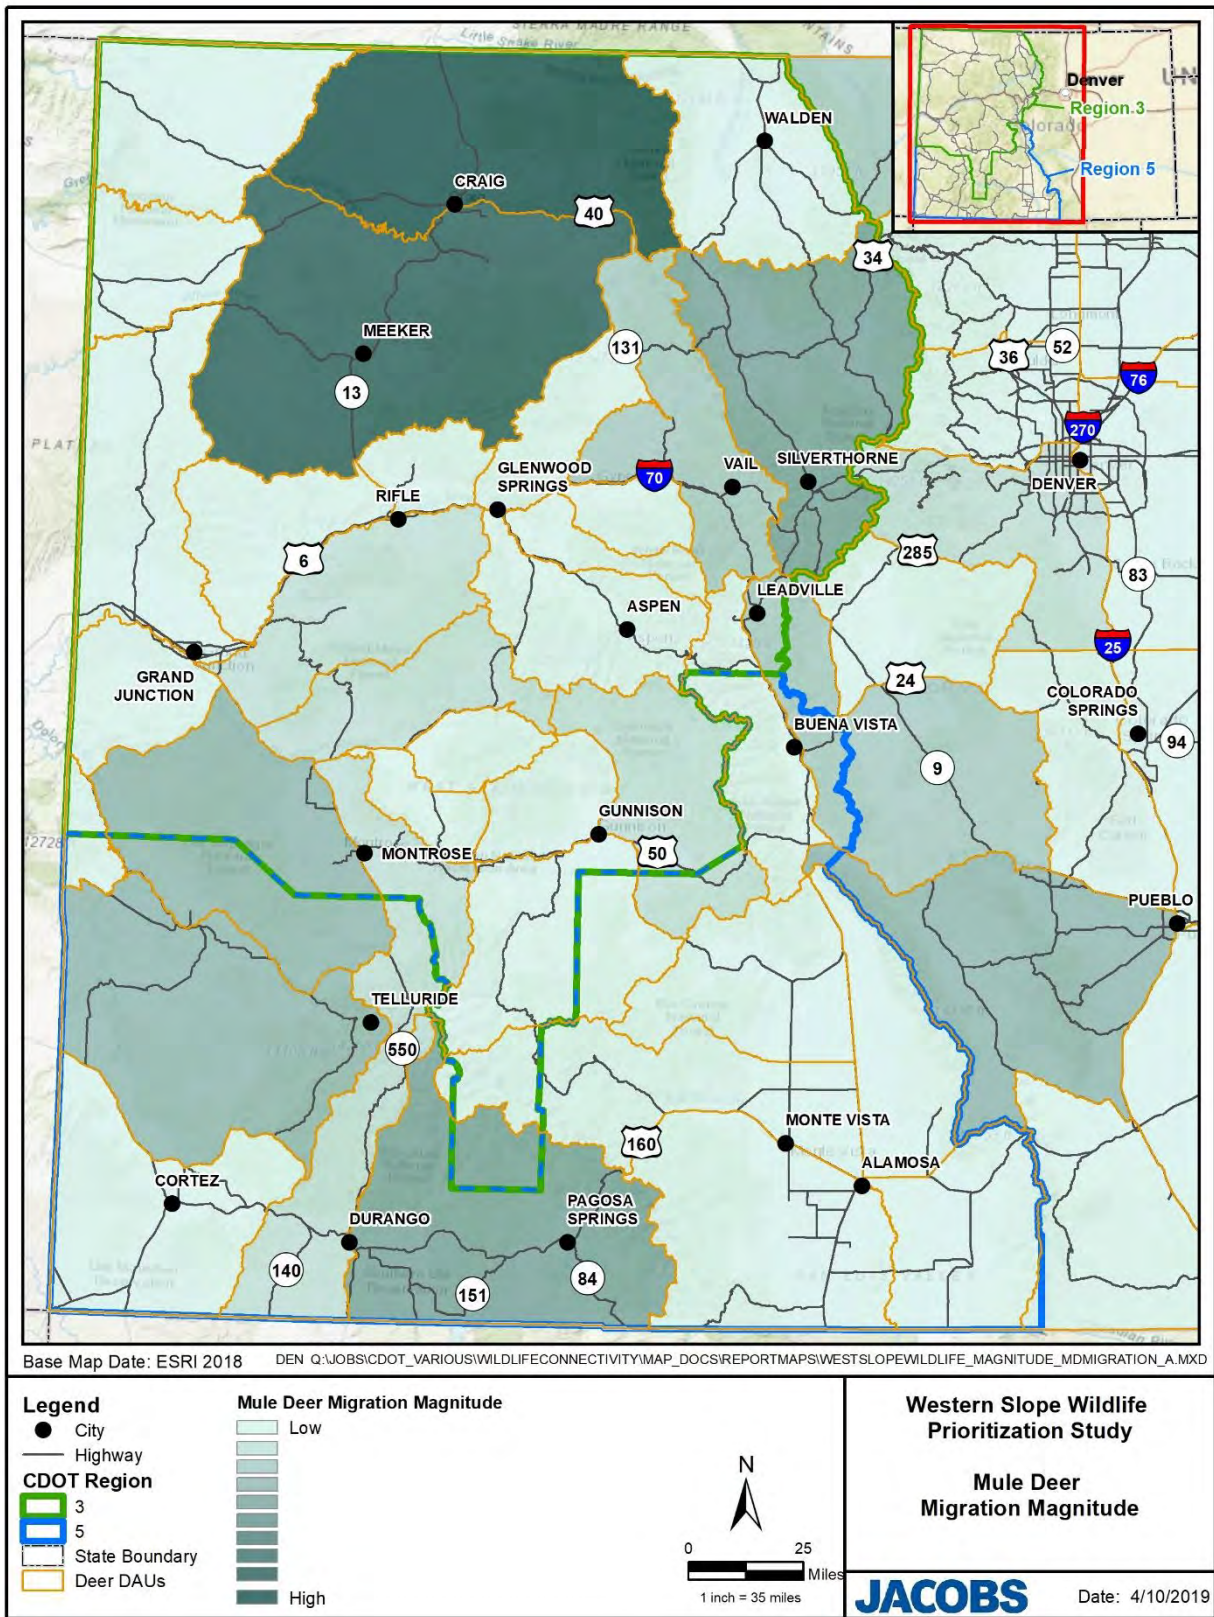 SIERRA MADRE RANGE
Little Snake River
Denver
Region 3
Region 5
WALDEN
CRAIG
40
34
MEEKER
131
13
36
52
76
270
GLENWOOD
SPRINGS
VAIL
SILVERTHORNE
70
DENVER
RIFLE
6
285
83
LEADVILLE
ASPEN
25
GRAND
JUNCTION
24
COLORADO
SPRINGS
BUENA VISTA
94
9
GUNNISON
50
MONTROSE
PUEBLO
TELLURIDE
550
MONTE VISTA
160
ALAMOSA
CORTEZ
DURANGO
PAGOSA
SPRINGS
140
151
84
Base Map Date: ESRI 2018
DEN Q:\JOBS\CDOT_VARIOUS\WILDLIFECONNECTIVITY\MAP_DOCS\REPORTMAPS\WESTSLOPEWILDLIFE_MAGNITUDE_MDMIGRATION_A.MXD
Legend
City
Highway
CDOT Region
3
5
State Boundary
Deer DAUs
Mule Deer Migration Magnitude
Low
High
N
0 25
Miles
1 inch = 35 miles
Western Slope Wildlife
Prioritization Study
Mule Deer
Migration Magnitude
JACOBS
Date: 4/10/2019